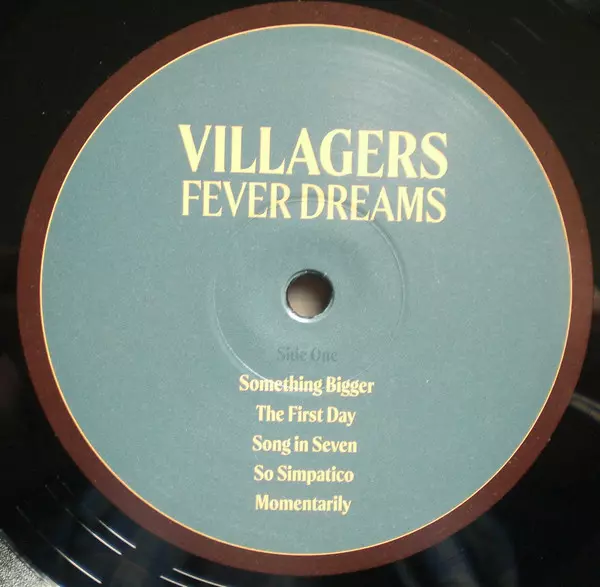 VILLAGERS
FEVER DREAMS
Side One
Something Bigger
The First Day
Song in Seven
So Simpatico
Momentarily